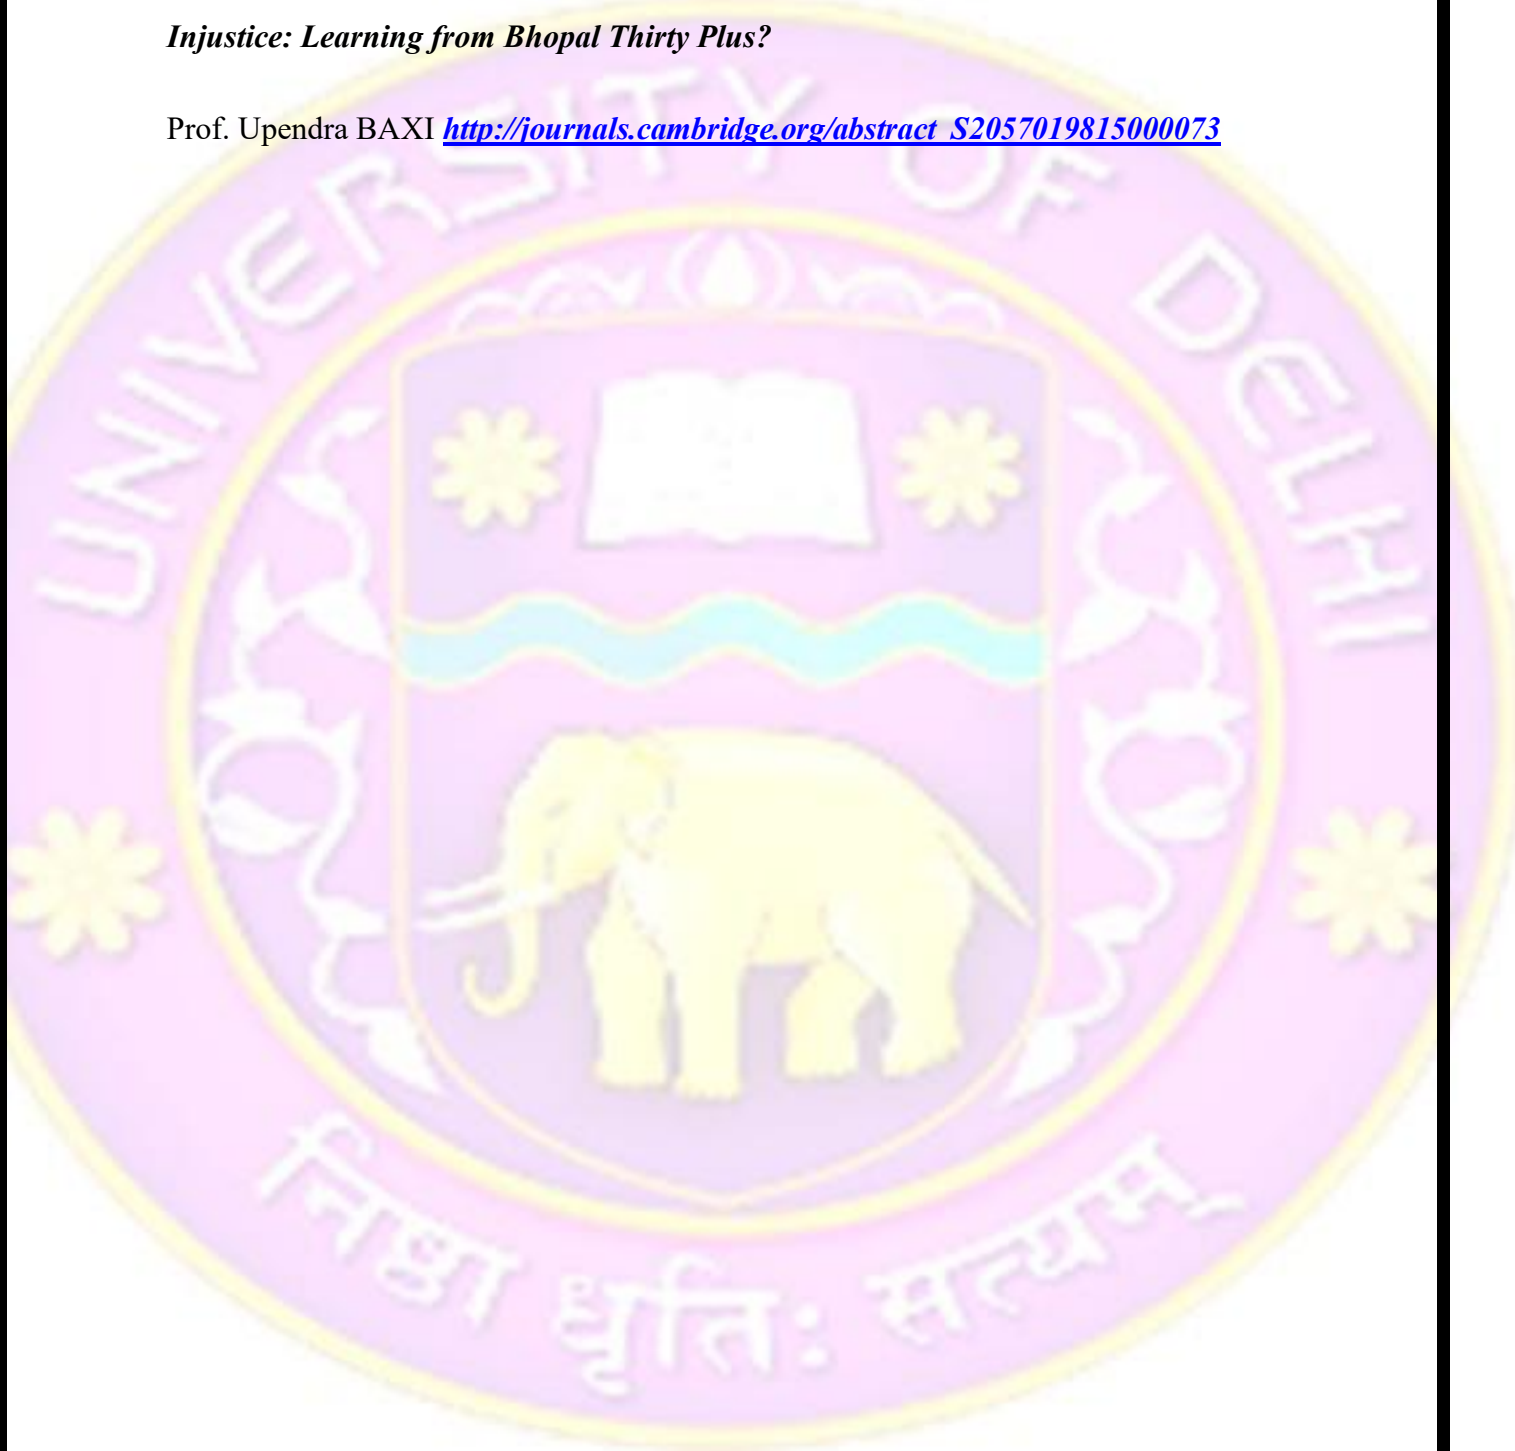 Injustice: Learning from Bhopal Thirty Plus?
Prof. Upendra BAXI http://journals.cambridge.org/abstract_S2057019815000073
UNIVERSITY OF DELHI
निष्ठा धृतिः सत्यम्